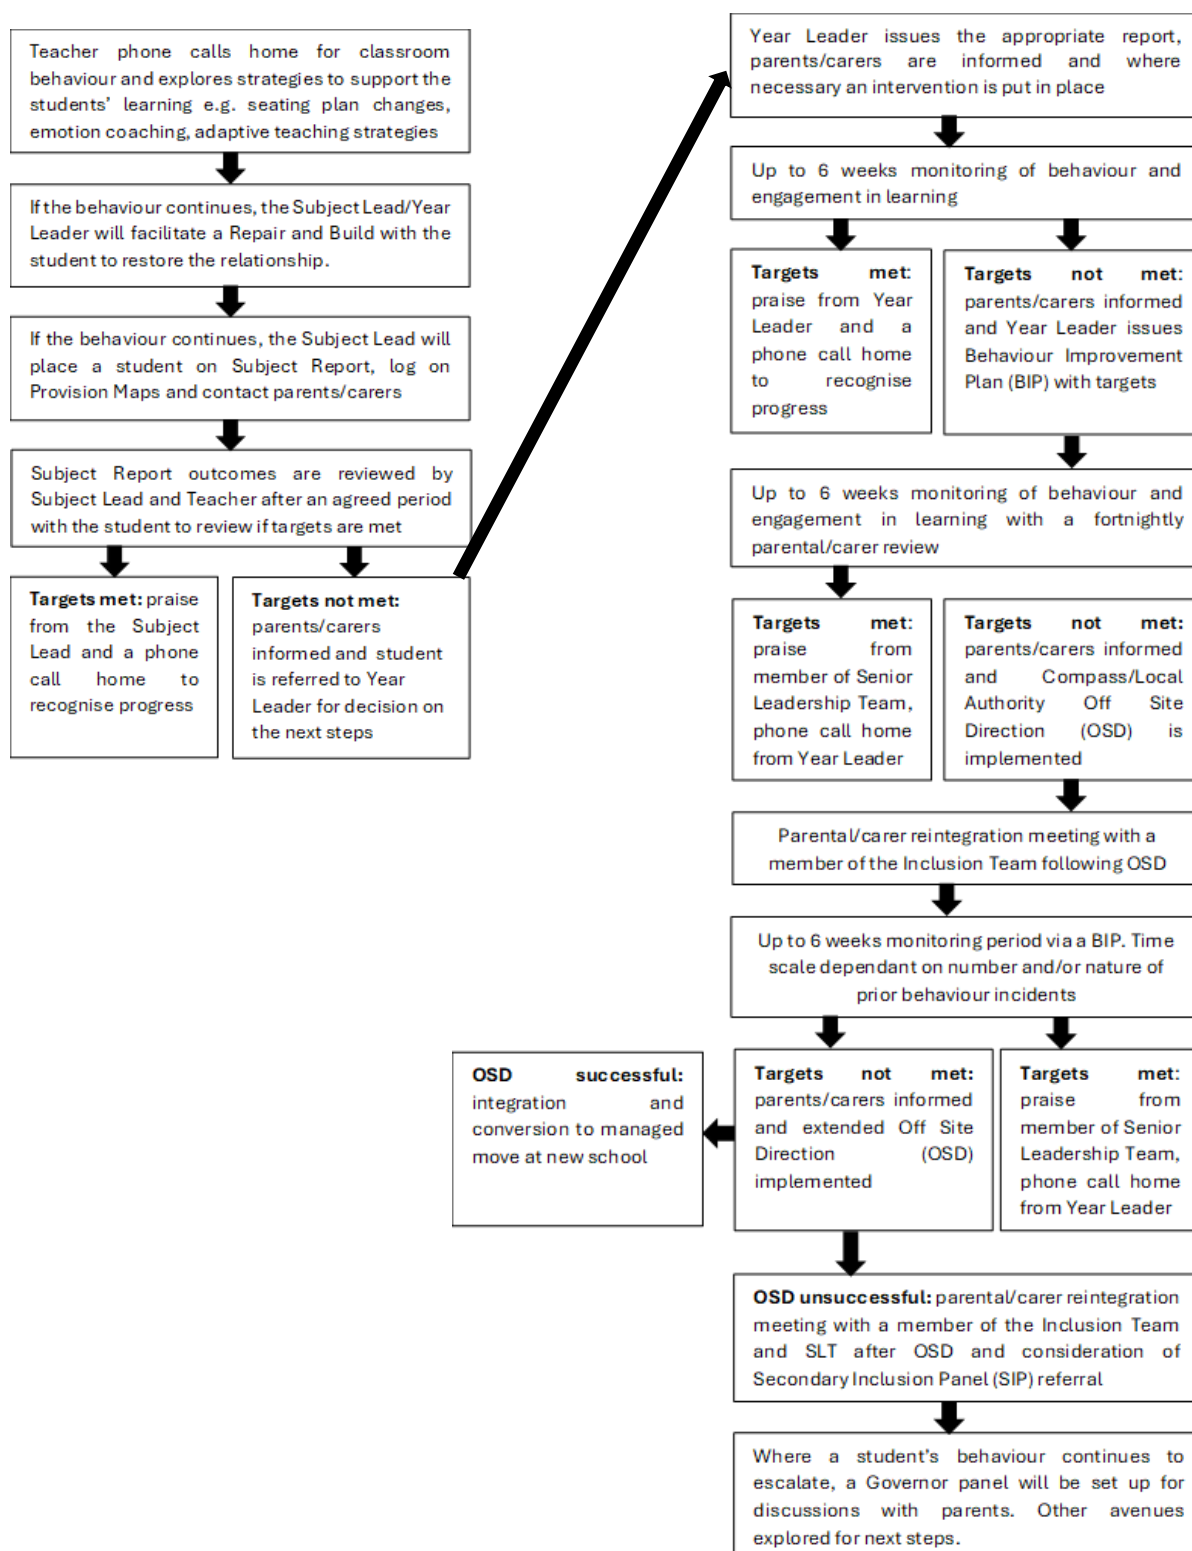 Teacher phone calls home for classroom
behaviour and explores strategies to support the
students' learning e.g. seating plan changes,
emotion coaching, adaptive teaching strategies
If the behaviour continues, the Subject Lead/Year
Leader will facilitate a Repair and Build with the
student to restore the relationship.
If the behaviour continues, the Subject Lead will
place a student on Subject Report, log on
Provision Maps and contact parents/carers
Subject Report outcomes are reviewed by
Subject Lead and Teacher after an agreed period
with the student to review if targets are met
Targets met: praise
from the Subject
Lead and a phone
call home to
recognise progress
Targets not met:
parents/carers
informed and student
is referred to Year
Leader for decision on
the next steps
Year Leader issues the appropriate report,
parents/carers are informed and where
necessary an intervention is put in place
Up to 6 weeks monitoring of behaviour and
engagement in learning
Targets met:
praise from Year
Leader and a
phone call home
to recognise
progress
Targets not met:
parents/carers informed
and Year Leader issues
Behaviour Improvement
Plan (BIP) with targets
Up to 6 weeks monitoring of behaviour and
engagement in learning with a fortnightly
parental/carer review
Targets met:
praise from
member of Senior
Leadership Team,
phone call home
from Year Leader
Targets not met:
parents/carers informed
and Compass/Local
Authority Off Site
Direction (OSD) is
implemented
Parental/carer reintegration meeting with a
member of the Inclusion Team following OSD
Up to 6 weeks monitoring period via a BIP. Time
scale dependant on number and/or nature of
prior behaviour incidents
OSD successful:
integration and
conversion to managed
move at new school
Targets not met:
parents/carers informed
and extended Off Site
Direction (OSD)
implemented
Targets met:
praise from
member of Senior
Leadership Team,
phone call home
from Year Leader
OSD unsuccessful: parental/carer reintegration
meeting with a member of the Inclusion Team
and SLT after OSD and consideration of
Secondary Inclusion Panel (SIP) referral
Where a student's behaviour continues to
escalate, a Governor panel will be set up for
discussions with parents. Other avenues
explored for next steps.